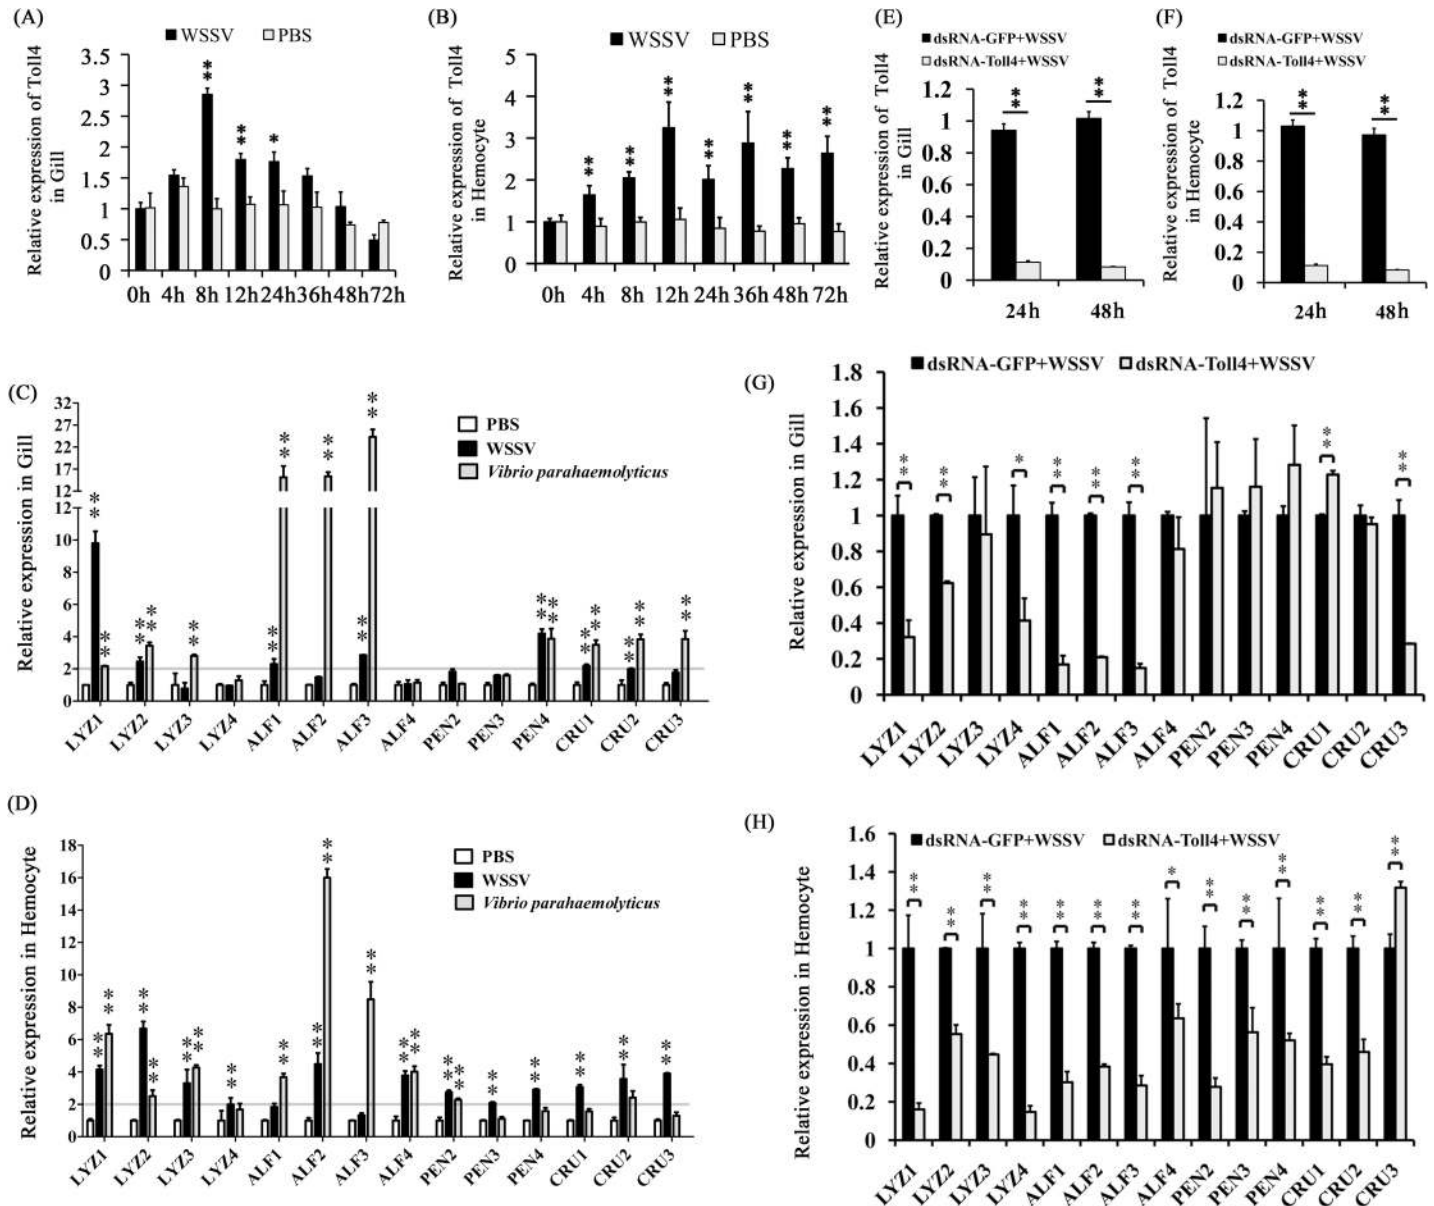 (A)
WSSV PBS
Relative expression of Toll4
in Gill
3.5
3
2.5
2
1.5
1
0.5
0
** ** *
0h 4h 8h 12h 24h 36h 48h 72h
(B)
WSSV PBS
Relative expression of Toll4
in Hemocyte
5
4
3
2
1
0
** ** ** ** ** ** **
0h 4h 8h 12h 24h 36h 48h 72h
(E)
dsRNA-GFP+WSSV
dsRNA-Toll4+WSSV
Relative expression of Toll4
in Gill
1.2
1
0.8
0.6
0.4
0.2
0
** **
24h 48h
(F)
dsRNA-GFP+WSSV
dsRNA-Toll4+WSSV
Relative expression of Toll4
in Hemocyte
1.2
1
0.8
0.6
0.4
0.2
0
** **
24h 48h
(C)
PBS
WSSV
Vibrio parahaemolyticus
Relative expression in Gill
32
27
22
17
12
12
10
8
6
4
2
0
** ** ** ** ** ** ** ** ** ** ** ** ** ** ** ** **
LYZ1 LYZ2 LYZ3 LYZ4 ALF1 ALF2 ALF3 ALF4 PEN2 PEN3 PEN4 CRU1 CRU2 CRU3
(G)
dsRNA-GFP+WSSV dsRNA-Toll4+WSSV
Relative expression in Gill
1.8
1.6
1.4
1.2
1
0.8
0.6
0.4
0.2
0
** ** * ** ** ** ** **
LYZ1 LYZ2 LYZ3 LYZ4 ALF1 ALF2 ALF3 ALF4 PEN2 PEN3 PEN4 CRU1 CRU2 CRU3
(D)
PBS
WSSV
Vibrio parahaemolyticus
Relative expression in Hemocyte
18
16
14
12
10
8
6
4
2
0
** ** ** ** ** ** ** ** ** ** ** ** ** ** ** ** ** ** ** **
LYZ1 LYZ2 LYZ3 LYZ4 ALF1 ALF2 ALF3 ALF4 PEN2 PEN3 PEN4 CRU1 CRU2 CRU3
(H)
dsRNA-GFP+WSSV dsRNA-Toll4+WSSV
Relative expression in Hemocyte
1.6
1.4
1.2
1
0.8
0.6
0.4
0.2
0
** ** ** ** ** ** ** * ** ** ** ** ** **
LYZ1 LYZ2 LYZ3 LYZ4 ALF1 ALF2 ALF3 ALF4 PEN2 PEN3 PEN4 CRU1 CRU2 CRU3